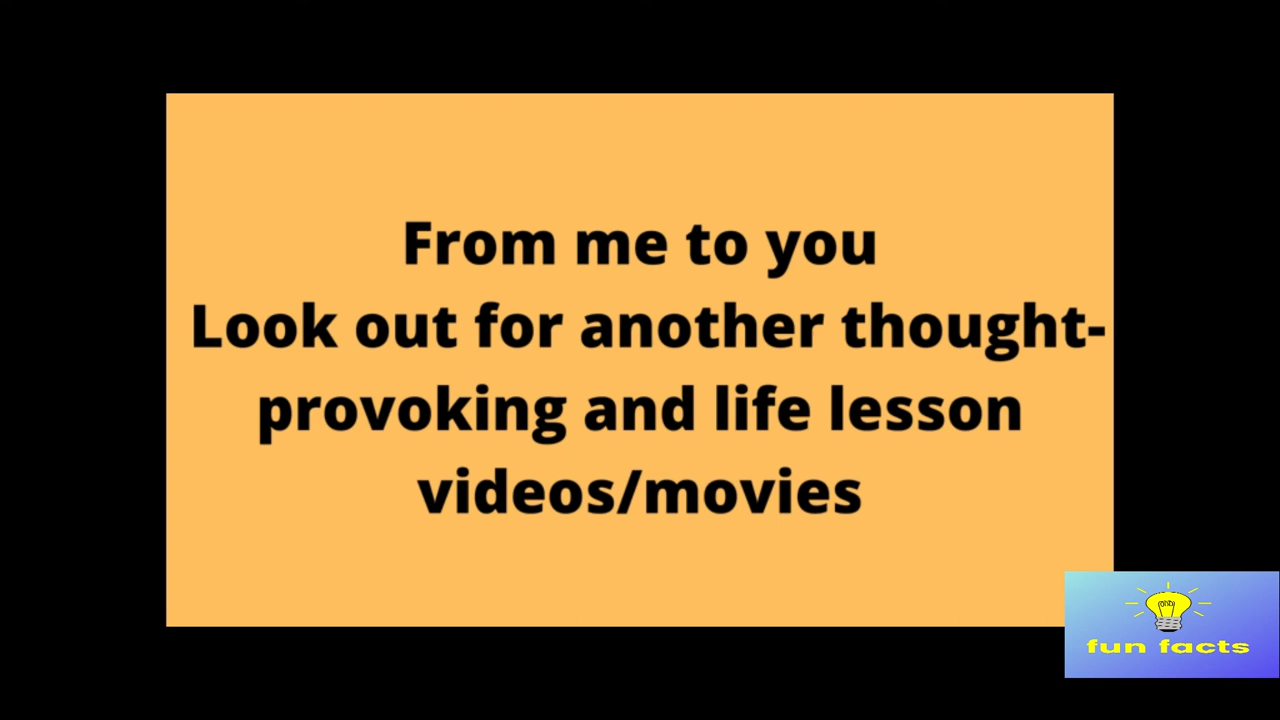 From me to you
Look out for another thought-
provoking and life lesson
videos/movies
fun facts